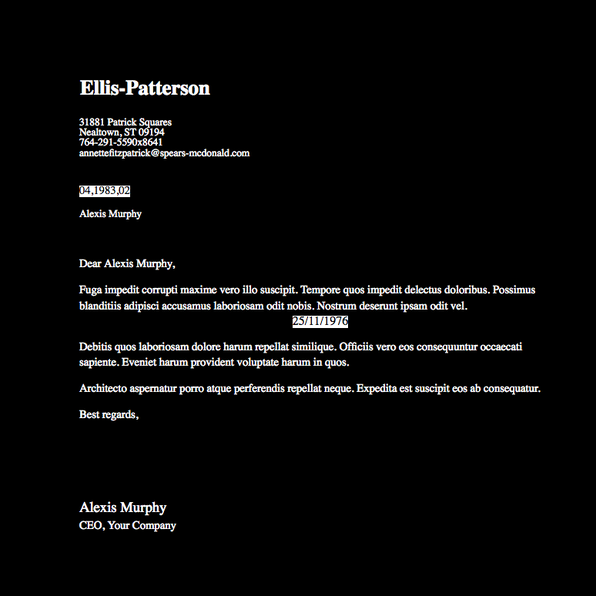 Ellis-Patterson
31881 Patrick Squares
Nealtown, ST 09194
764-291-5590x8641
annettefitzpatrick@spears-mcdonald.com
04,1983,02
Alexis Murphy
Dear Alexis Murphy,
Fuga impedit corrupti maxime vero illo suscipit. Tempore quos impedit delectus doloribus. Possimus
blanditiis adipisci accusamus laboriosam odit nobis. Nostrum deserunt ipsam odit vel.
25/11/1976
Debitis quos laboriosam dolore harum repellat similique. Officiis vero eos consequuntur occaecati
sapiente. Eveniet harum provident voluptate harum in quos.
Architecto aspernatur porro atque perferendis repellat neque. Expedita est suscipit eos ab consequatur.
Best regards,
Alexis Murphy
CEO, Your Company